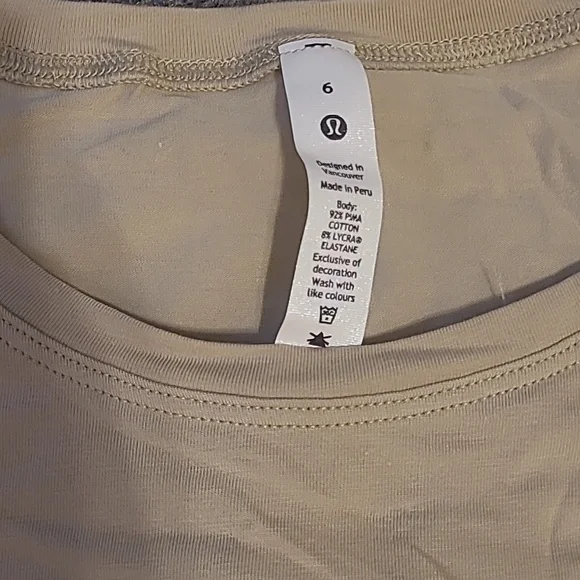 6
Designed in
Vancouver
Made in Peru
Body:
92% PIMA
COTTON
8% LYCRA®
ELASTANE
Exclusive of
decoration
Wash with
like colours